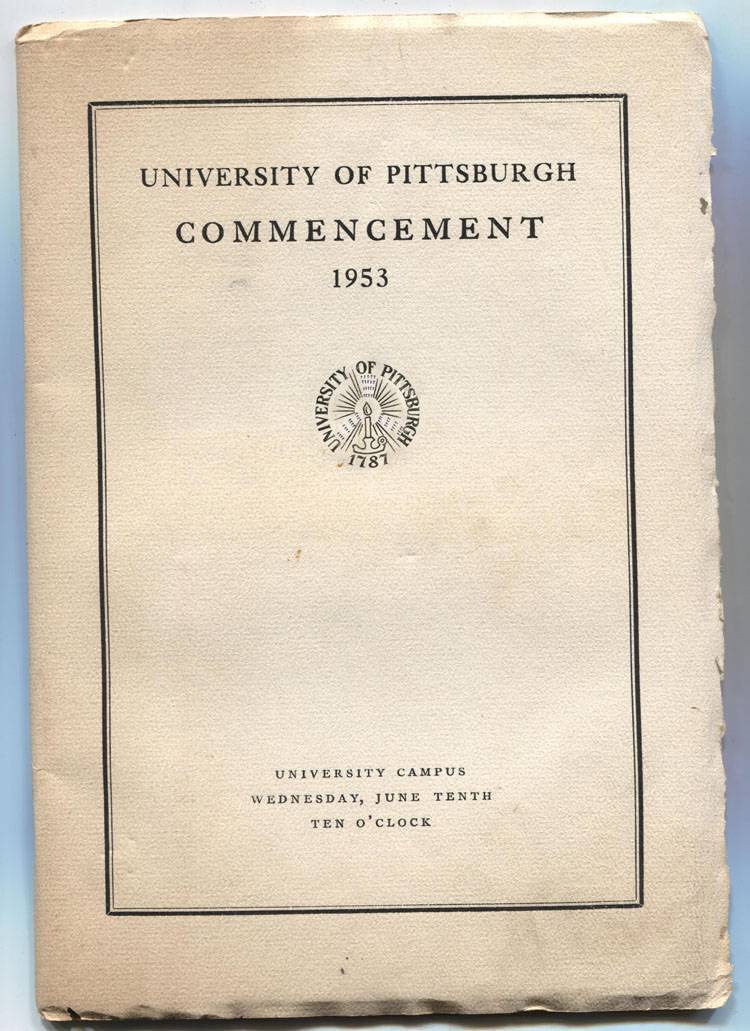 UNIVERSITY OF PITTSBURGH
COMMENCEMENT
1953
UNIVERSITY OF PITTSBURGH
1787
UNIVERSITY CAMPUS
WEDNESDAY, JUNE TENTH
TEN O'CLOCK